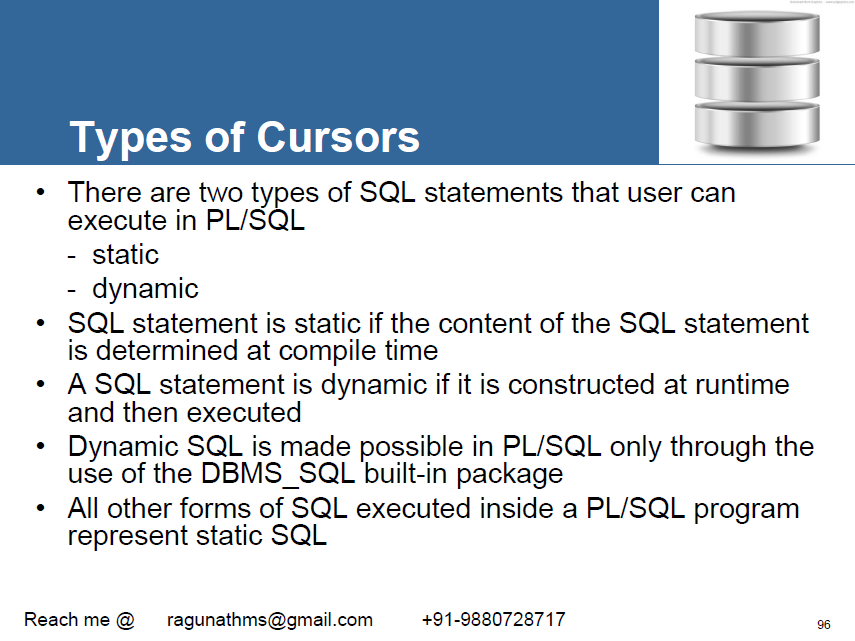 Types of Cursors
• There are two types of SQL statements that user can
execute in PL/SQL
- static
- dynamic
• SQL statement is static if the content of the SQL statement
is determined at compile time
• A SQL statement is dynamic if it is constructed at runtime
and then executed
• Dynamic SQL is made possible in PL/SQL only through the
use of the DBMS_SQL built-in package
• All other forms of SQL executed inside a PL/SQL program
represent static SQL
Reach me @ ragunathms@gmail.com +91-9880728717
96